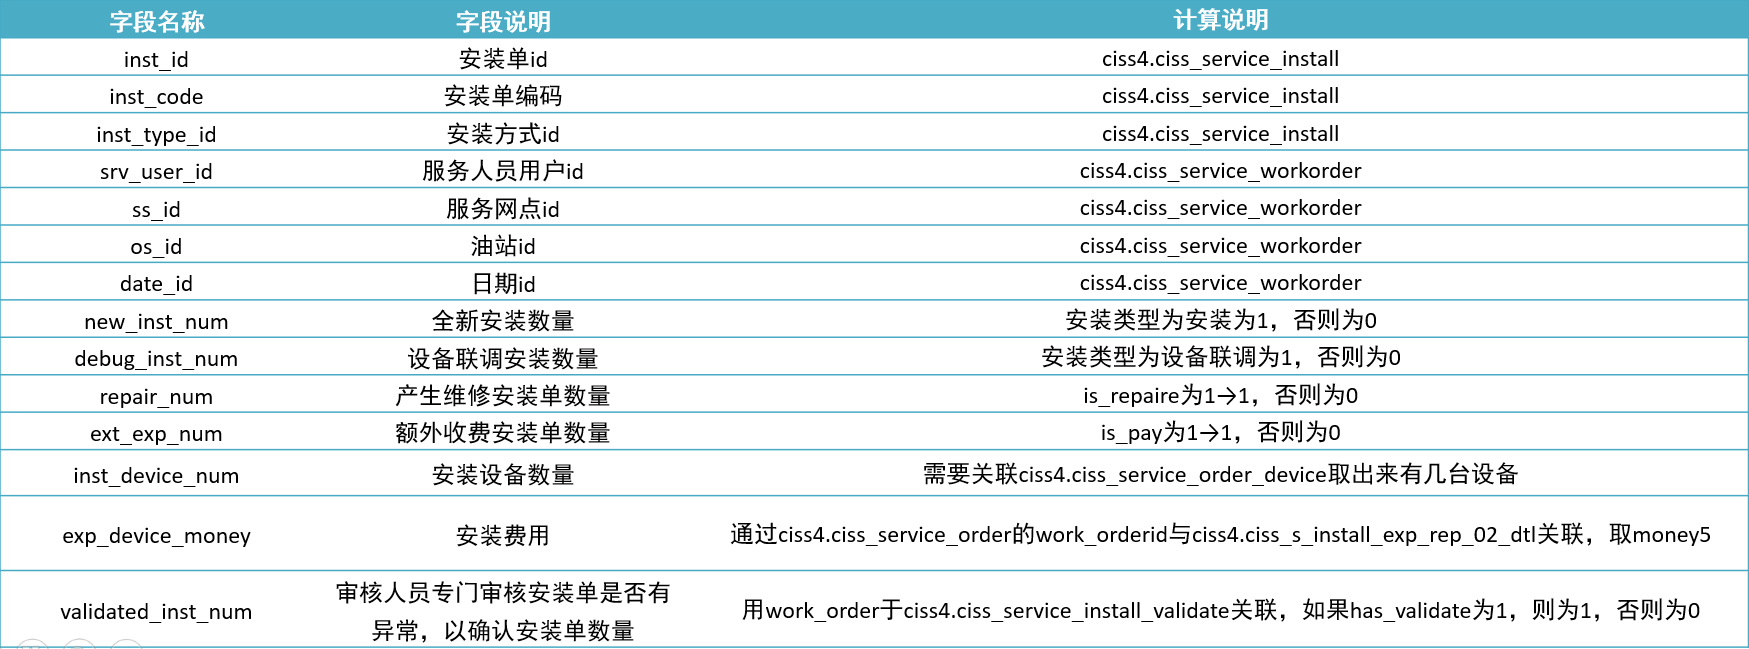 字段名称 字段说明 计算说明
inst_id 安装单id ciss4.ciss_service_install
inst_code 安装单编码 ciss4.ciss_service_install
inst_type_id 安装方式id ciss4.ciss_service_install
srv_user_id 服务人员用户id ciss4.ciss_service_workorder
ss_id 服务网点id ciss4.ciss_service_workorder
os_id 油站id ciss4.ciss_service_workorder
date_id 日期id ciss4.ciss_service_workorder
new_inst_num 全新安装数量 安装类型为安装为1，否则为0
debug_inst_num 设备联调安装数量 安装类型为设备联调为1，否则为0
repair_num 产生维修安装单数量 is_repaire为1→1，否则为0
ext_exp_num 额外收费安装单数量 is_pay为1→1，否则为0
inst_device_num 安装设备数量 需要关联ciss4.ciss_service_order_device取出来有几台设备
exp_device_money 安装费用 通过ciss4.ciss_service_order的work_orderid与ciss4.ciss_s_install_exp_rep_02_dtl关联，取money5
validated_inst_num 审核人员专门审核安装单是否有 用work_order于ciss4.ciss_service_install_validate关联，如果has_validate为1，则为1，否则为0
异常，以确认安装单数量